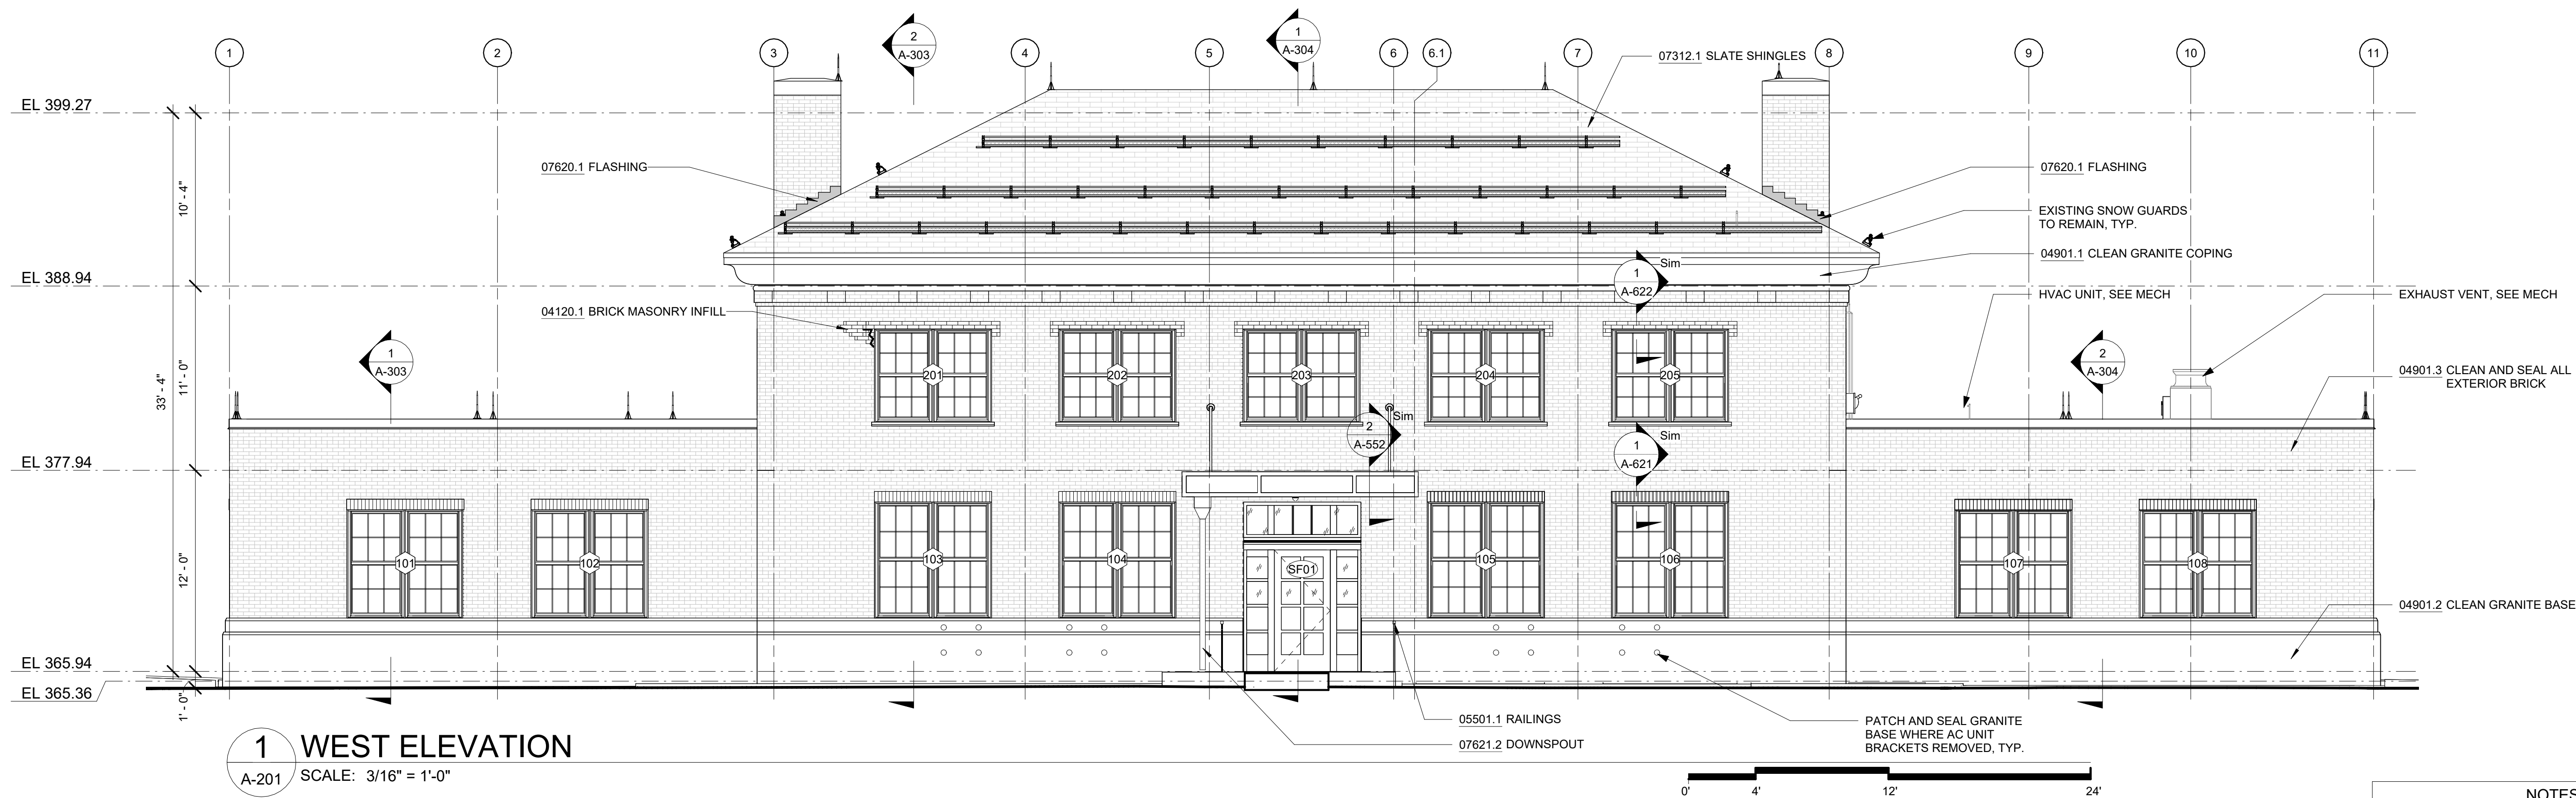 1
2
3
2
A-303
4
5
1
A-304
6
6.1
7
8
9
10
11
07312.1 SLATE SHINGLES
EL 399.27
07620.1 FLASHING
07620.1 FLASHING
10' - 4"
EXISTING SNOW GUARDS
TO REMAIN, TYP.
04901.1 CLEAN GRANITE COPING
EL 388.94
1
A-622
Sim
HVAC UNIT, SEE MECH
EXHAUST VENT, SEE MECH
04120.1 BRICK MASONRY INFILL
1
A-303
2
A-304
33' - 4"
11' - 0"
201
202
203
204
205
04901.3 CLEAN AND SEAL ALL
EXTERIOR BRICK
2
A-552
Sim
1
A-621
Sim
EL 377.94
12' - 0"
101
102
103
104
SF01
105
106
107
108
04901.2 CLEAN GRANITE BASE
EL 365.94
EL 365.36
1' - 0"
05501.1 RAILINGS
07621.2 DOWNSPOUT
PATCH AND SEAL GRANITE
BASE WHERE AC UNIT
BRACKETS REMOVED, TYP.
1
A-201
WEST ELEVATION
SCALE: 3/16" = 1'-0"
0' 4' 12' 24'
NOTES